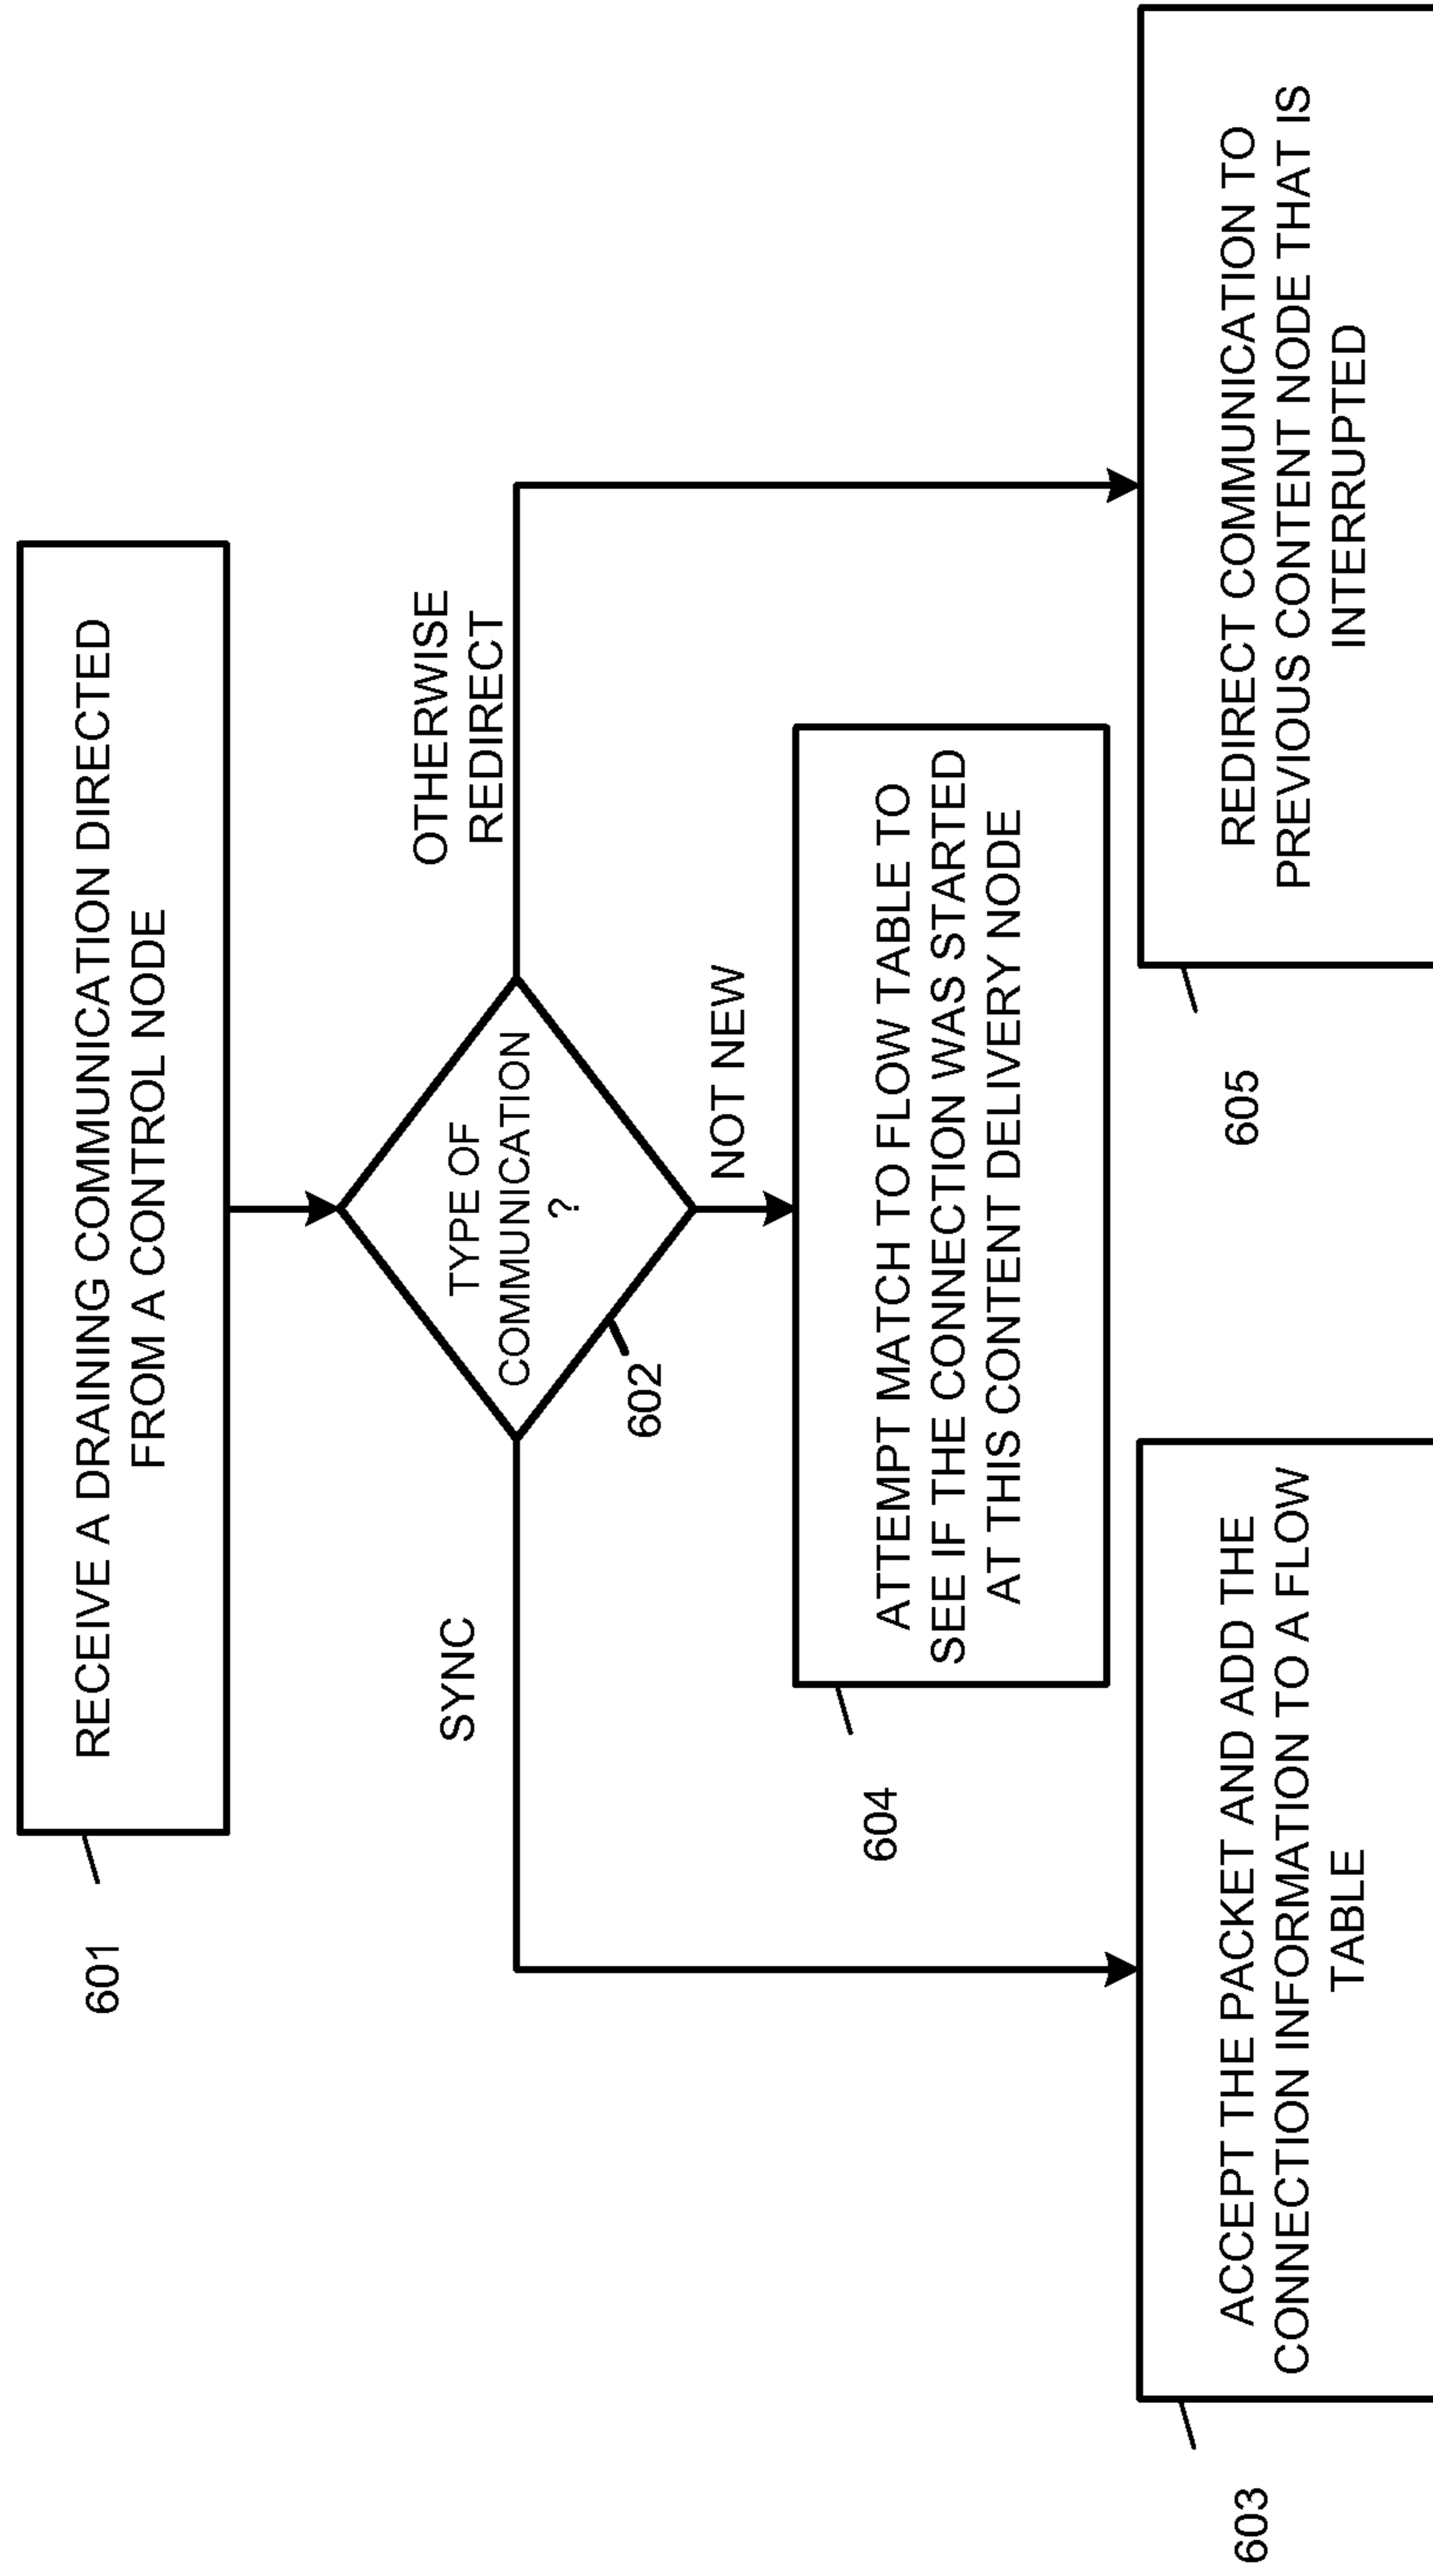 601
RECEIVE A DRAINING COMMUNICATION DIRECTED
FROM A CONTROL NODE
TYPE OF
COMMUNICATION
?
602
SYNC
OTHERWISE
REDIRECT
NOT NEW
604
ATTEMPT MATCH TO FLOW TABLE TO
SEE IF THE CONNECTION WAS STARTED
AT THIS CONTENT DELIVERY NODE
603
ACCEPT THE PACKET AND ADD THE
CONNECTION INFORMATION TO A FLOW
TABLE
605
REDIRECT COMMUNICATION TO
PREVIOUS CONTENT NODE THAT IS
INTERRUPTED